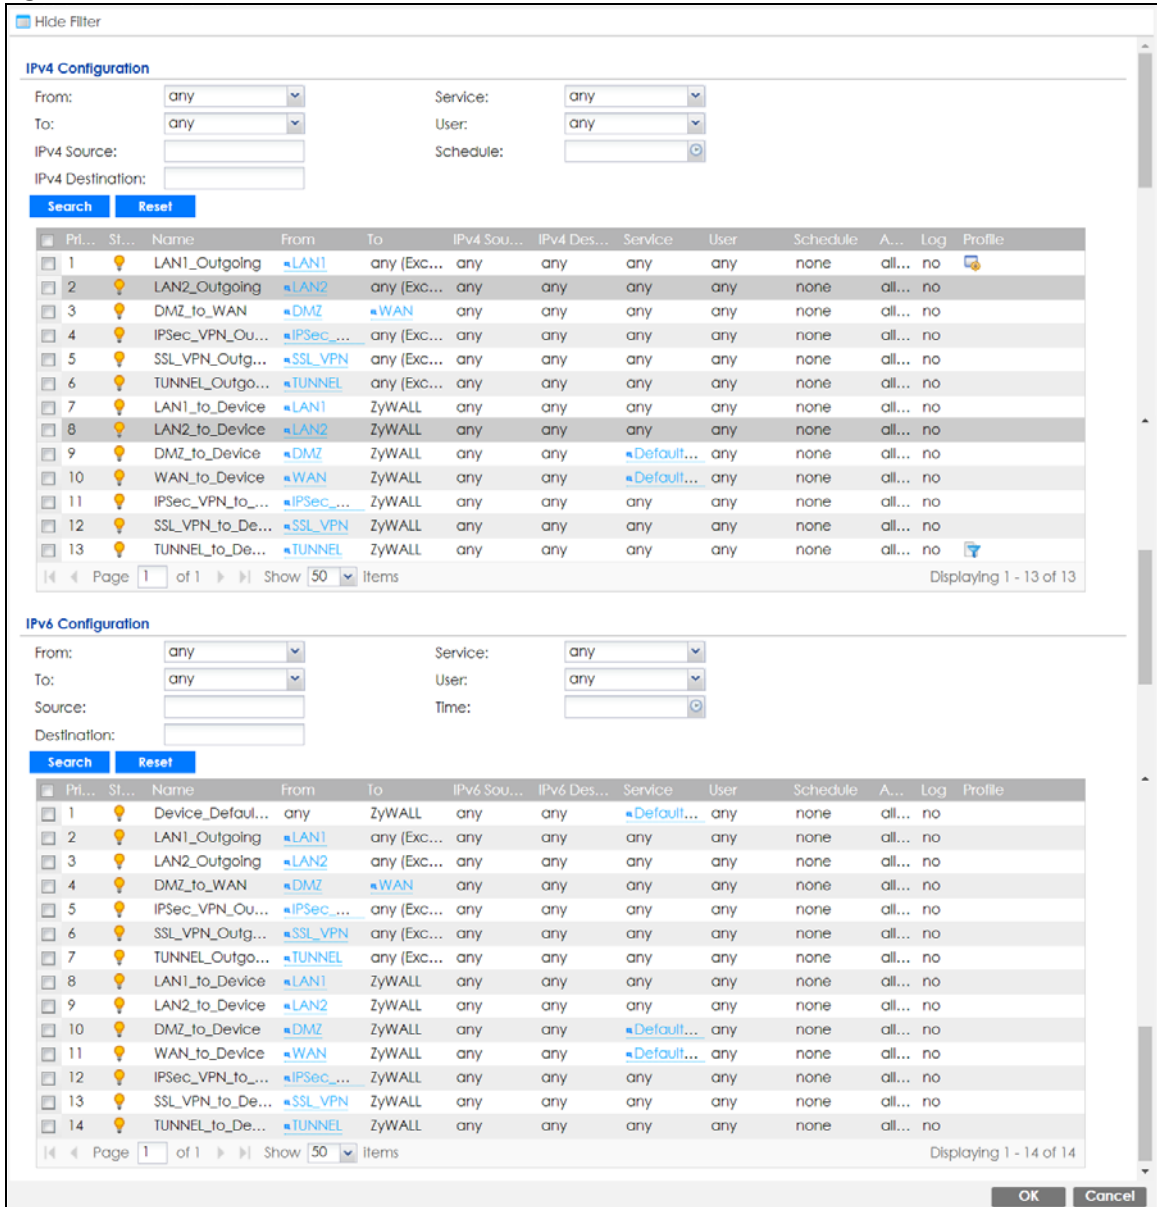 Hide Filter
IPv4 Configuration
From: any Service: any
To: any User: any
IPv4 Source: Schedule:
IPv4 Destination:
Search Reset
Pri... St... Name From To IPv4 Sou... IPv4 Des... Service User Schedule A... Log Profile
1 LAN1_Outgoing LAN1 any (Exc... any any any any none all... no
2 LAN2_Outgoing LAN2 any (Exc... any any any any none all... no
3 DMZ_to_WAN DMZ WAN any any any any none all... no
4 IPSec_VPN_Ou... IPSec_... any (Exc... any any any any none all... no
5 SSL_VPN_Outg... SSL_VPN any (Exc... any any any any none all... no
6 TUNNEL_Outgo... TUNNEL any (Exc... any any any any none all... no
7 LAN1_to_Device LAN1 ZyWALL any any any any none all... no
8 LAN2_to_Device LAN2 ZyWALL any any any any none all... no
9 DMZ_to_Device DMZ ZyWALL any any Default... any none all... no
10 WAN_to_Device WAN ZyWALL any any Default... any none all... no
11 IPSec_VPN_to_... IPSec_... ZyWALL any any any any none all... no
12 SSL_VPN_to_De... SSL_VPN ZyWALL any any any any none all... no
13 TUNNEL_to_De... TUNNEL ZyWALL any any any any none all... no
Page 1 of 1 Show 50 Items Displaying 1 - 13 of 13
IPv6 Configuration
From: any Service: any
To: any User: any
Source: Time:
Destination:
Search Reset
Pri... St... Name From To IPv6 Sou... IPv6 Des... Service User Schedule A... Log Profile
1 Device_Defaul... any ZyWALL any any Default... any none all... no
2 LAN1_Outgoing LAN1 any (Exc... any any any any none all... no
3 LAN2_Outgoing LAN2 any (Exc... any any any any none all... no
4 DMZ_to_WAN DMZ WAN any any any any none all... no
5 IPSec_VPN_Ou... IPSec_... any (Exc... any any any any none all... no
6 SSL_VPN_Outg... SSL_VPN any (Exc... any any any any none all... no
7 TUNNEL_Outgo... TUNNEL any (Exc... any any any any none all... no
8 LAN1_to_Device LAN1 ZyWALL any any any any none all... no
9 LAN2_to_Device LAN2 ZyWALL any any any any none all... no
10 DMZ_to_Device DMZ ZyWALL any any Default... any none all... no
11 WAN_to_Device WAN ZyWALL any any Default... any none all... no
12 IPSec_VPN_to_... IPSec_... ZyWALL any any any any none all... no
13 SSL_VPN_to_De... SSL_VPN ZyWALL any any any any none all... no
14 TUNNEL_to_De... TUNNEL ZyWALL any any any any none all... no
Page 1 of 1 Show 50 Items Displaying 1 - 14 of 14
OK Cancel